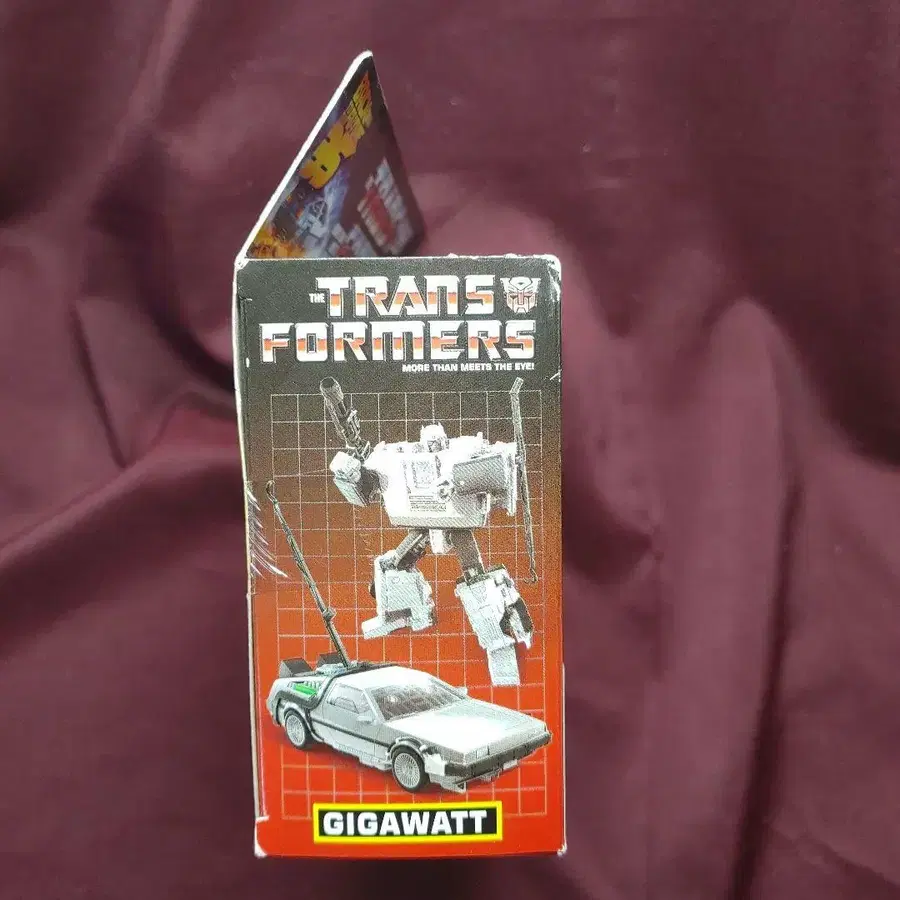 THE TRANS
FORMERS
MORE THAN MEETS THE EYE!
GIGAWATT